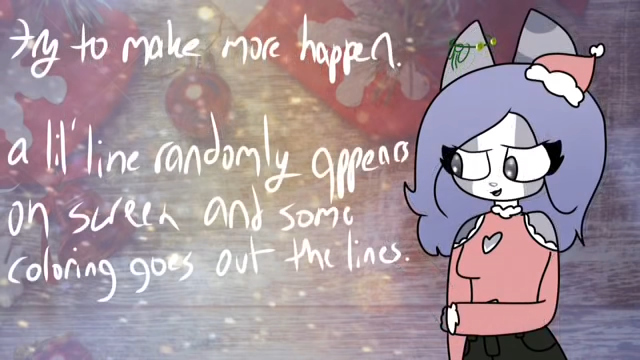 try to make more happen.
a lil' line randomly appears
on screen and some
coloring goes out the lines.